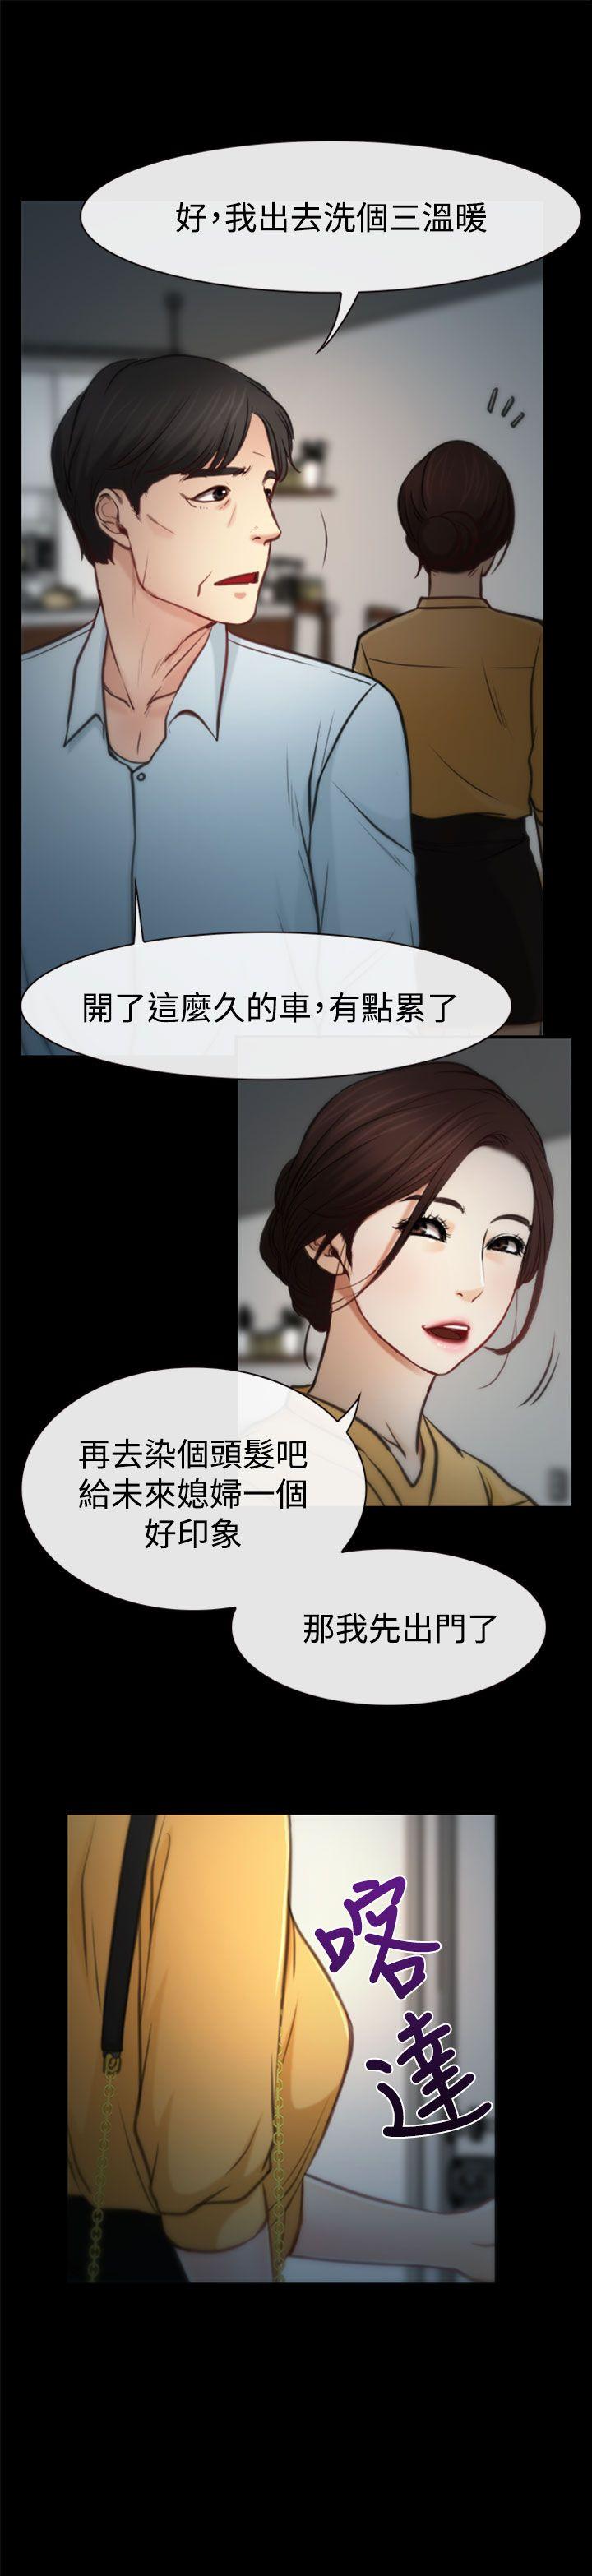 好，我出去洗個三溫暖
開了這麼久的車，有點累了
再去染個頭髮吧
給未來媳婦一個
好印象
那我先出門了
喀
達